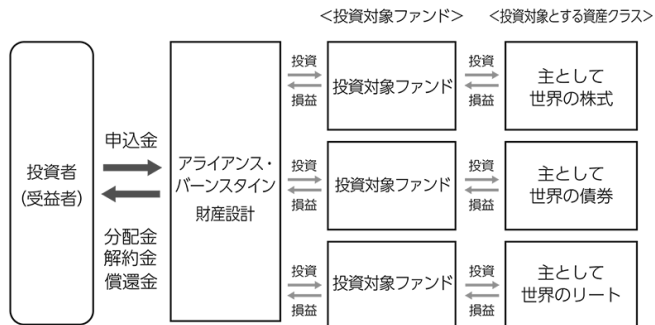 <投資対象ファンド>
<投資対象とする資産クラス>
投資者
(受益者)
申込金
分配金
解約金
償還金
アライアンス・
バーンスタイン
財産設計
投資
損益
投資対象ファンド
投資
損益
主として
世界の株式
投資
損益
投資対象ファンド
投資
損益
主として
世界の債券
投資
損益
投資対象ファンド
投資
損益
主として
世界のリート